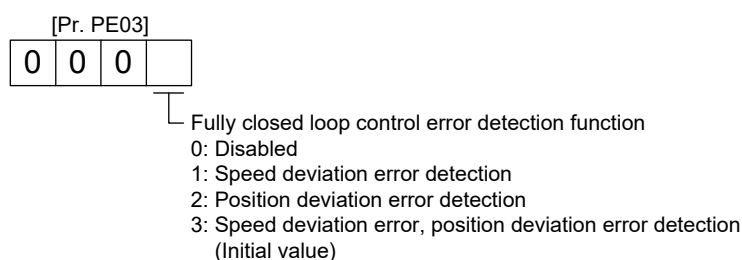 [Pr. PE03]
0 0 0
Fully closed loop control error detection function
0: Disabled
1: Speed deviation error detection
2: Position deviation error detection
3: Speed deviation error, position deviation error detection
(Initial value)